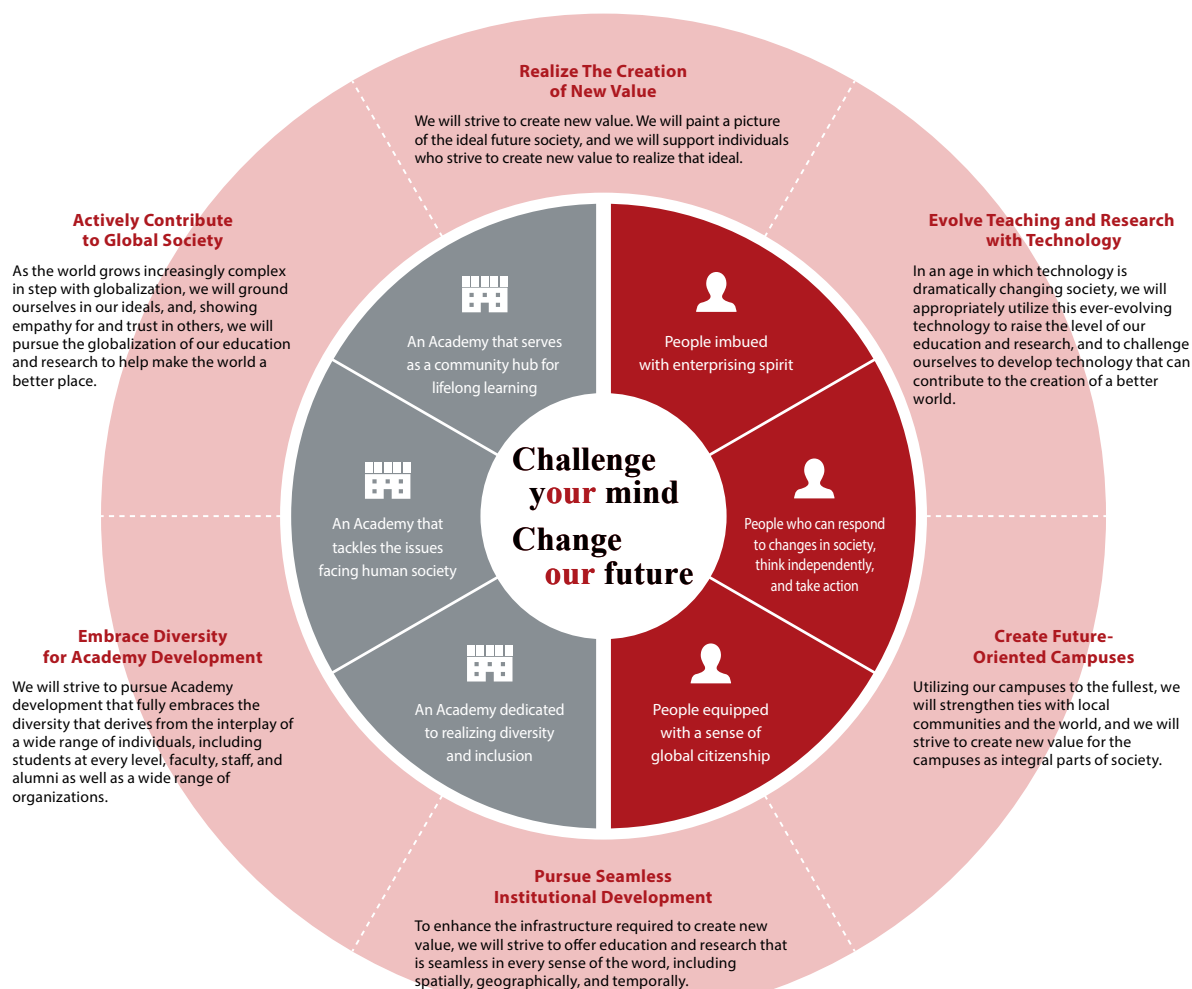 Realize The Creation
of New Value
We will strive to create new value. We will paint a picture
of the ideal future society, and we will support individuals
who strive to create new value to realize that ideal.
Actively Contribute
to Global Society
As the world grows increasingly complex
in step with globalization, we will ground
ourselves in our ideals, and, showing
empathy for and trust in others, we will
pursue the globalization of our education
and research to help make the world a
better place.
Evolve Teaching and Research
with Technology
In an age in which technology is
dramatically changing society, we will
appropriately utilize this ever-evolving
technology to raise the level of our
education and research, and to challenge
ourselves to develop technology that can
contribute to the creation of a better
world.
An Academy that serves
as a community hub for
lifelong learning
People imbued
with enterprising spirit
An Academy that
tackles the issues
facing human society
Challenge
your mind
Change
our future
People who can respond
to changes in society,
think independently,
and take action
An Academy dedicated
to realizing diversity
and inclusion
People equipped
with a sense of
global citizenship
Embrace Diversity
for Academy Development
We will strive to pursue Academy
development that fully embraces the
diversity that derives from the interplay of
a wide range of individuals, including
students at every level, faculty, staff, and
alumni as well as a wide range of
organizations.
Create Future-
Oriented Campuses
Utilizing our campuses to the fullest, we
will strengthen ties with local
communities and the world, and we will
strive to create new value for the
campuses as integral parts of society.
Pursue Seamless
Institutional Development
To enhance the infrastructure required to create new
value, we will strive to offer education and research that
is seamless in every sense of the word, including
spatially, geographically, and temporally.